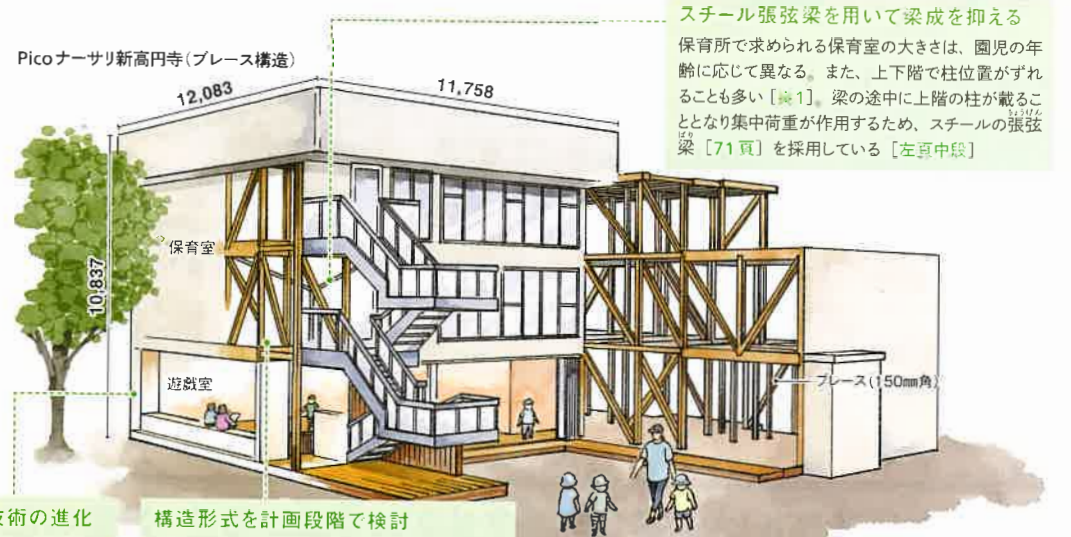 スチール張弦梁を用いて梁成を抑える
保育所で求められる保育室の大きさは、園児の年
齢に応じて異なる。また、上下階で柱位置がずれ
ることも多い[※1]。梁の途中に上階の柱が載るこ
ととなり集中荷重が作用するため、スチールの張弦
梁[71頁]を採用している[左頁中段]
ちょうげん
ばり
Picoナーサリ新高円寺(ブレース構造)
12,083
11,758
10,837
保育室
遊戯室
ブレース(150㎜角)
技術の進化
構造形式を計画段階で検討